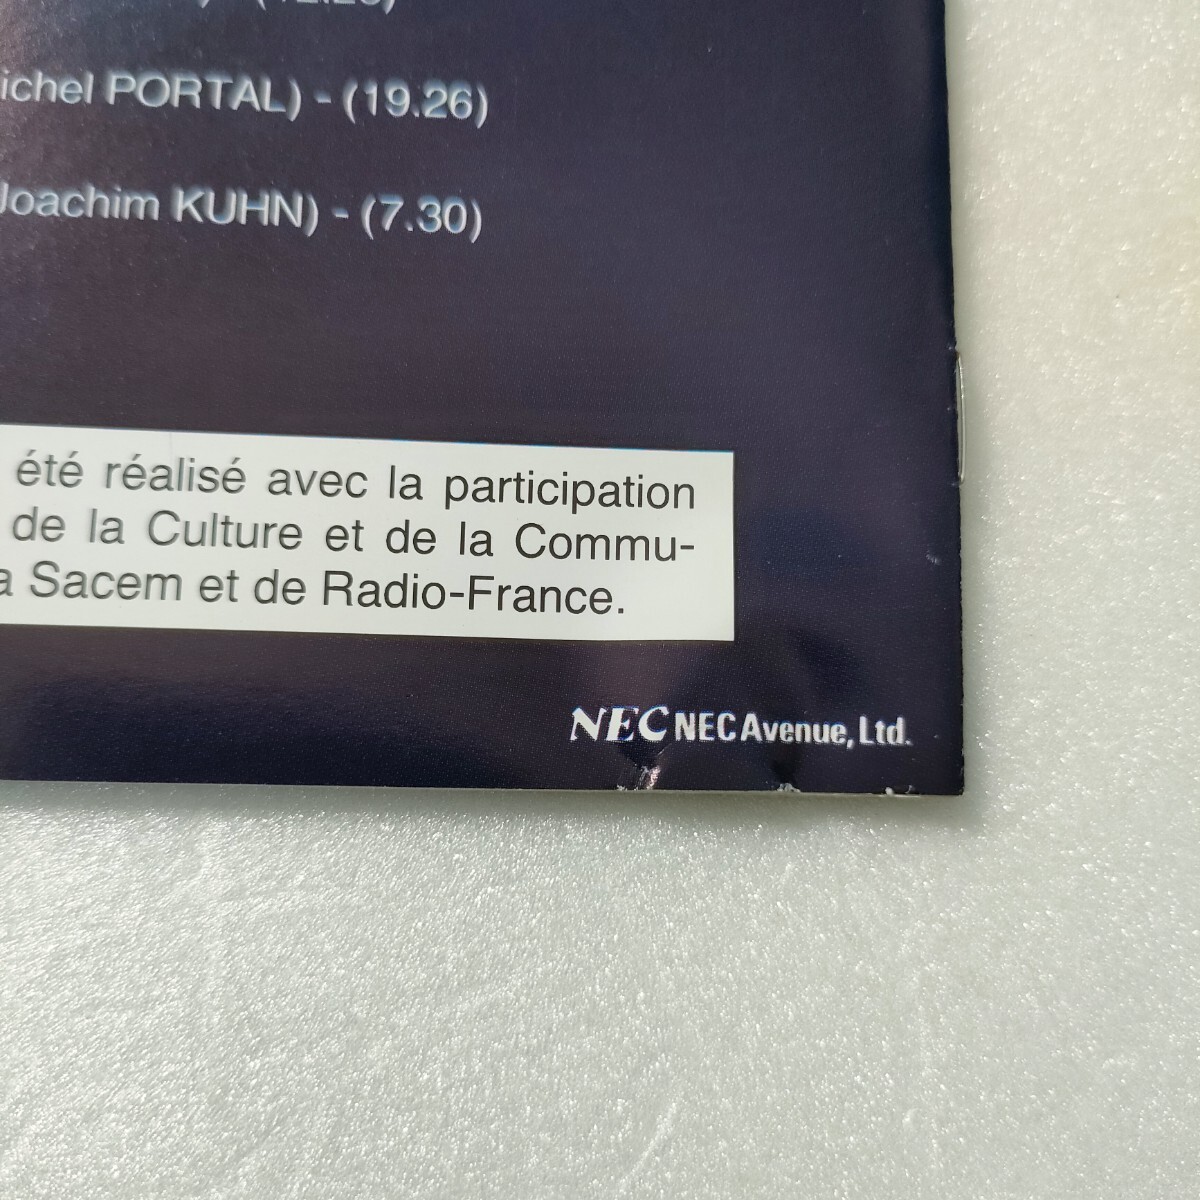 PORTAL) - (19.26)
Joachim KUHN) - (7.30)
été réalisé avec la participation
de la Culture et de la Commu-
Sacem et de Radio-France.
NEC NEC Avenue, Ltd.